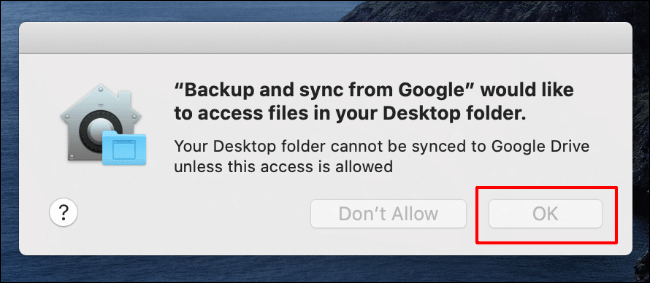 “Backup and sync from Google” would like
to access files in your Desktop folder.
Your Desktop folder cannot be synced to Google Drive
unless this access is allowed
?
Don’t Allow
OK